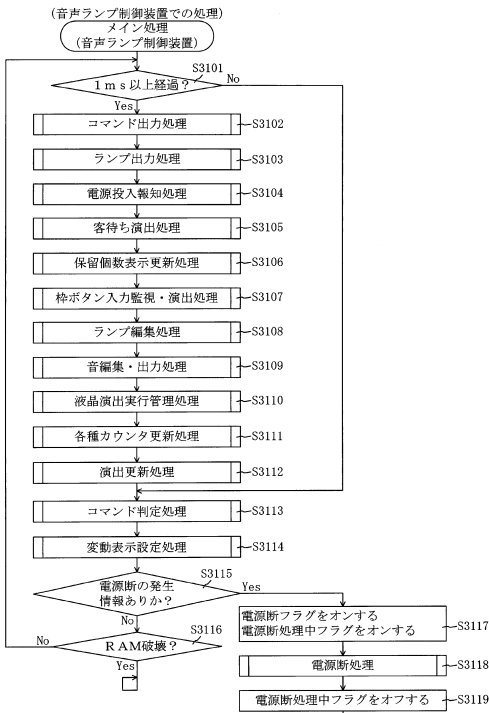 (音声ランプ制御装置での処理)
メイン処理
(音声ランプ制御装置)
S3101
1ms以上経過?
No
Yes
コマンド出力処理
S3102
ランプ出力処理
S3103
電源投入報知処理
S3104
客待ち演出処理
S3105
保留個数表示更新処理
S3106
枠ボタン入力監視・演出処理
S3107
ランプ編集処理
S3108
音編集・出力処理
S3109
液晶演出実行管理処理
S3110
各種カウンタ更新処理
S3111
演出更新処理
S3112
コマンド判定処理
S3113
変動表示設定処理
S3114
S3115
電源断の発生
情報ありか?
Yes
No
電源断フラグをオンする
電源断処理中フラグをオンする
S3117
S3116
No
RAM破壊?
Yes
電源断処理
S3118
電源断処理中フラグをオフする
S3119